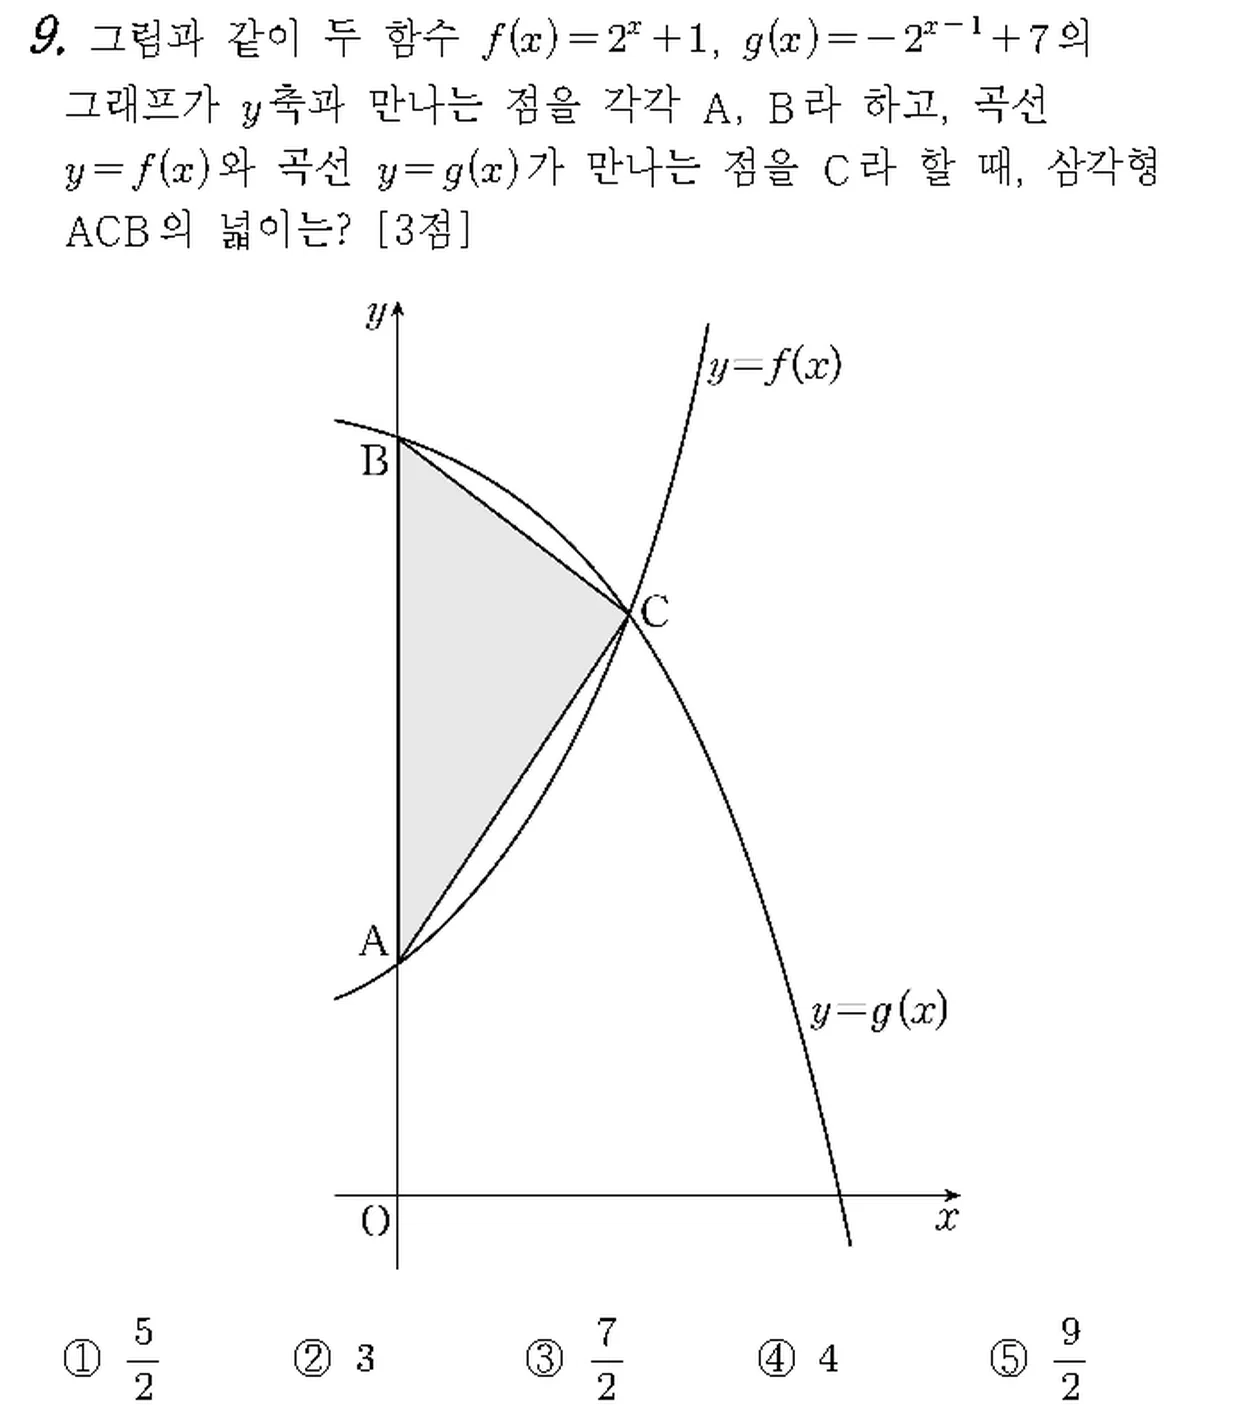 9. 그림과 같이 두 함수 f(x)=2^x+1, g(x)=-2^{x-1}+7의
그래프가 y축과 만나는 점을 각각 A, B라 하고, 곡선
y=f(x)와 곡선 y=g(x)가 만나는 점을 C라 할 때, 삼각형
ACB의 넓이는? [3점]
y
y=f(x)
B
C
A
y=g(x)
O
x
① 5/2 ② 3 ③ 7/2 ④ 4 ⑤ 9/2